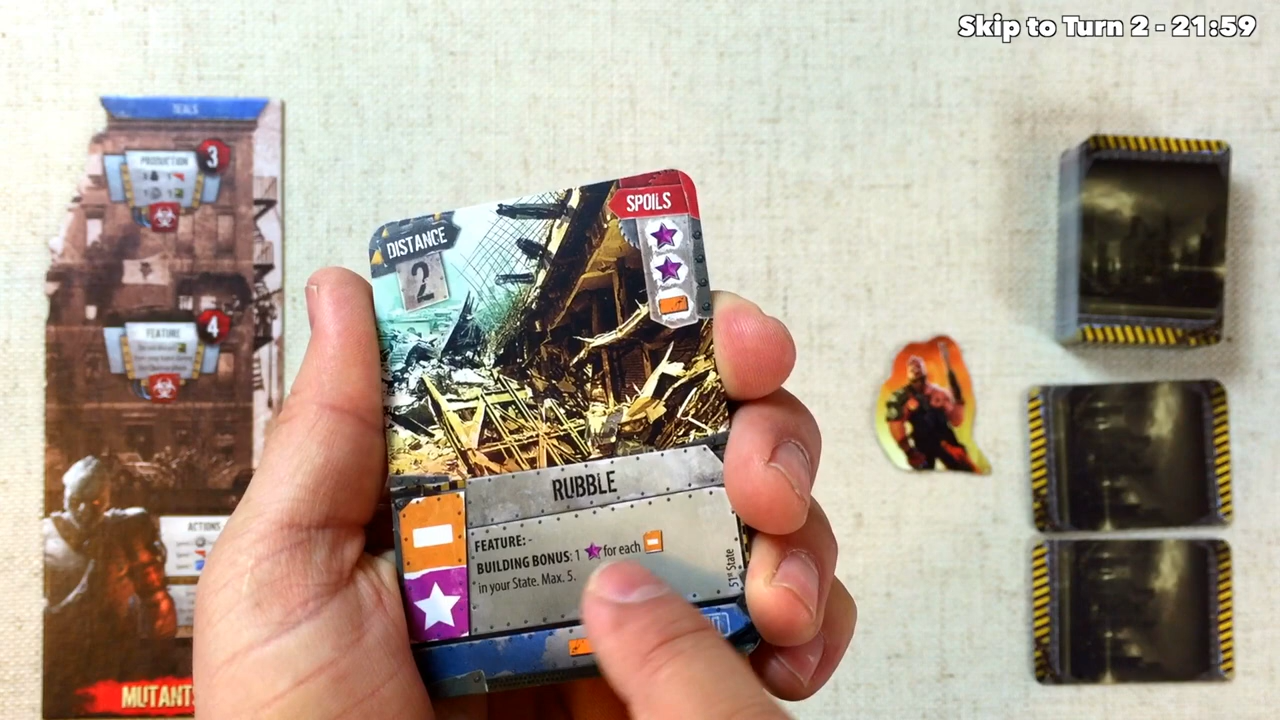 Skip to Turn 2 - 21:59
DEALS
PRODUCTION
3
FEATURE
4
ACTIONS
MUTANTS
DISTANCE
2
SPOILS
RUBBLE
FEATURE: -
BUILDING BONUS: 1 for each
in your State. Max. 5.
51st State